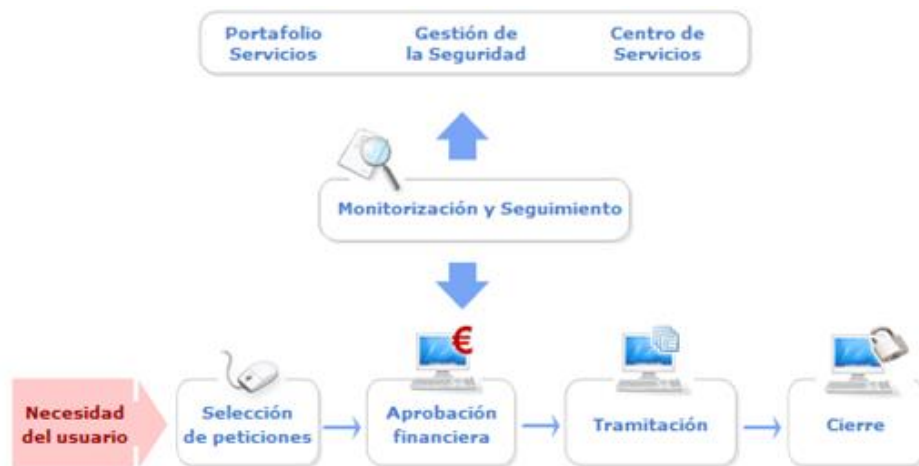 Portafolio
Servicios
Gestión de
la Seguridad
Centro de
Servicios
Monitorización y Seguimiento
€
Necesidad
del usuario
Selección
de peticiones
Aprobación
financiera
Tramitación
Cierre